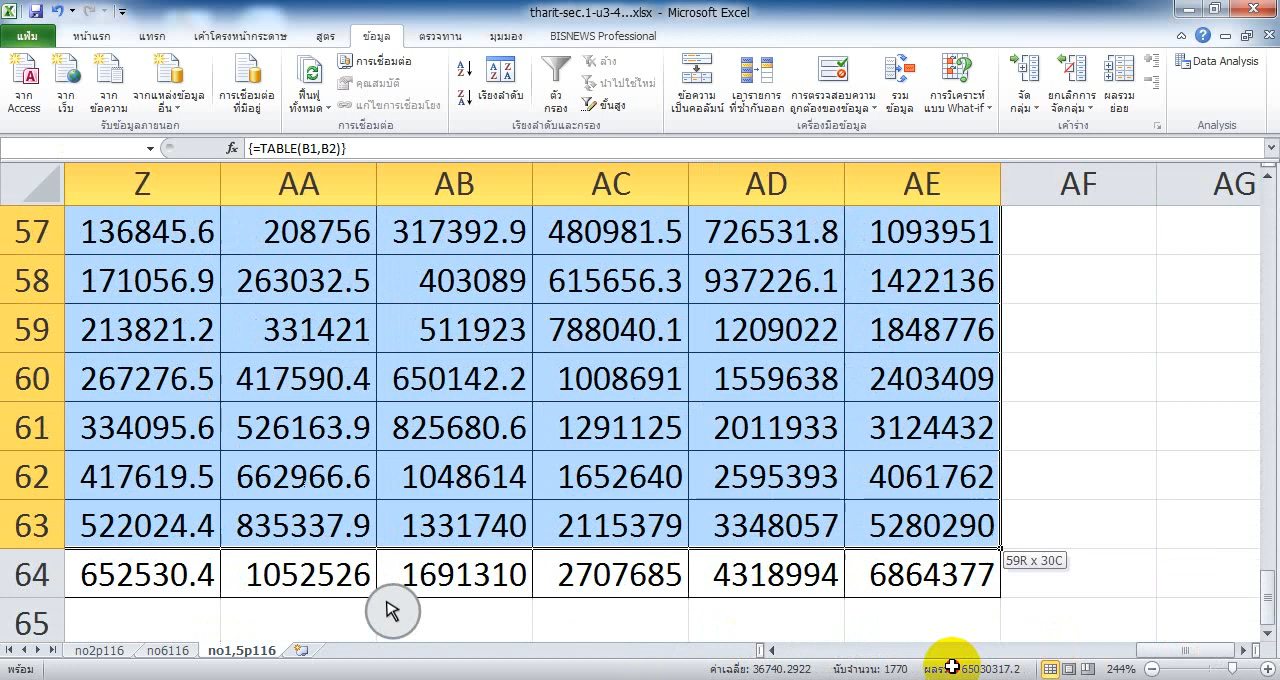 tharit-sec.1-u3-4...xlsx - Microsoft Excel
แฟ้ม หน้าแรก แทรก เค้าโครงหน้ากระดาษ สูตร ข้อมูล ตรวจทาน มุมมอง BISNEWS Professional
จาก Access
จาก เว็บ
จาก ข้อความ
จากแหล่งข้อมูล อื่น
การเชื่อมต่อ ที่มีอยู่
รับข้อมูลภายนอก
ฟื้นฟู ทั้งหมด
การเชื่อมต่อ
คุณสมบัติ
แก้ไขการเชื่อมโยง
การเชื่อมต่อ
เรียงลำดับ
ตัว กรอง
ล้าง
นำไปใช้ใหม่
ขั้นสูง
เรียงลำดับและกรอง
ข้อความ เป็นคอลัมน์
เอารายการ ที่ซ้ำกันออก
การตรวจสอบความ ถูกต้องของข้อมูล
รวม ข้อมูล
การวิเคราะห์ แบบ What-if
เครื่องมือข้อมูล
จัด กลุ่ม
ยกเลิกการ จัดกลุ่ม
ผลรวม ย่อย
เค้าร่าง
Data Analysis
Analysis
fx {=TABLE(B1,B2)}
Z AA AB AC AD AE AF AG
57 136845.6 208756 317392.9 480981.5 726531.8 1093951
58 171056.9 263032.5 403089 615656.3 937226.1 1422136
59 213821.2 331421 511923 788040.1 1209022 1848776
60 267276.5 417590.4 650142.2 1008691 1559638 2403409
61 334095.6 526163.9 825680.6 1291125 2011933 3124432
62 417619.5 662966.6 1048614 1652640 2595393 4061762
63 522024.4 835337.9 1331740 2115379 3348057 5280290
59R x 30C
64 652530.4 1052526 1691310 2707685 4318994 6864377
65
no2p116 no6116 no1,5p116
พร้อม ค่าเฉลี่ย: 36740.2922 นับจำนวน: 1770 65030317.2 244%